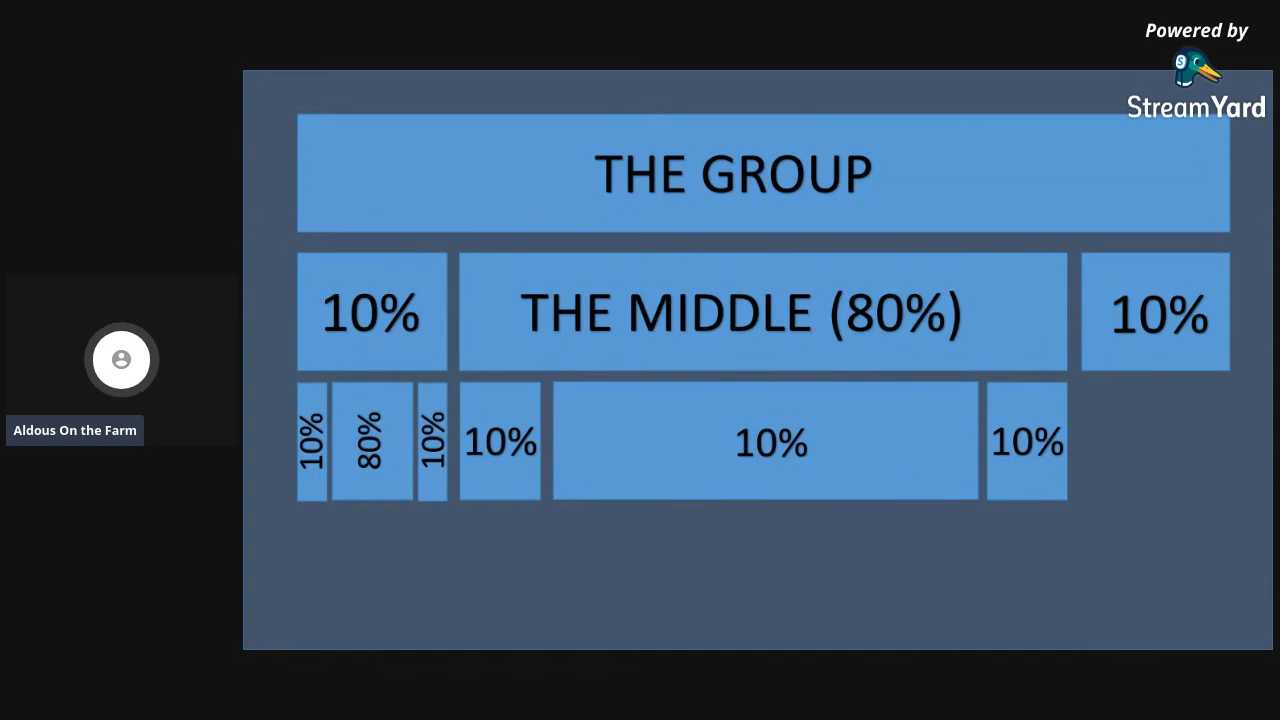 Powered by
StreamYard
THE GROUP
10%
THE MIDDLE (80%)
10%
10%
80%
10%
10%
10%
10%
Aldous On the Farm